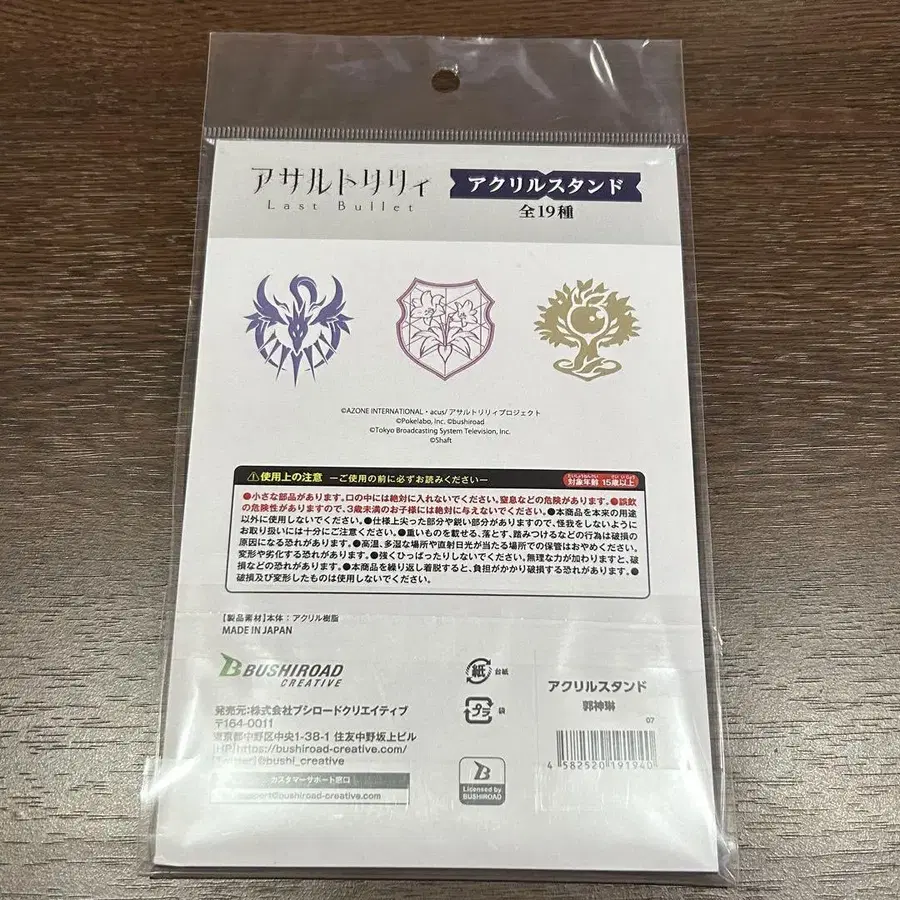 アサルトリリィ
Last Bullet
アクリルスタンド
全19種
©AZONE INTERNATIONAL・acus/アサルトリリィプロジェクト
©Pokelabo, Inc. ©bushiroad
©Tokyo Broadcasting System Television, Inc.
©Shaft
使用上の注意 ーご使用の前に必ずお読みくださいー
対象年齢 15歳以上
●小さな部品があります。口の中には絶対に入れないでください。窒息などの危険があります。●誤飲
の危険性がありますので、3歳未満のお子様には絶対に与えないでください。●本商品を本来の用途
以外に使用しないでください。●仕様上尖った部分や鋭い部分がありますので、怪我をしないように
お取り扱いには十分にご注意ください。●重いものを載せる、落とす、踏みつけるなどの行為は破損の
原因になる恐れがあります。●高温、多湿な場所や直射日光が当たる場所での保管はおやめください。
変形や劣化する恐れがあります。●強くひっぱったりしないでください。無理な力が加わりますと、破
損などの恐れがあります。●本商品を繰り返し着脱すると、負担がかかり破損する恐れがあります。●
破損及び変形したものは使用しないでください。
【製品素材】本体：アクリル樹脂
MADE IN JAPAN
BUSHIROAD
CREATIVE
発売元:株式会社ブシロードクリエイティブ
〒164-0011
東京都中野区中央1-38-1 住友中野坂上ビル
[HP]https://bushiroad-creative.com/
[Twitter]@bushi_creative
カスタマーサポート窓口
support@bushiroad-creative.com
紙 台紙
プラ 袋
Licensed by
BUSHIROAD
アクリルスタンド
郭神琳
07
4 582520 191940